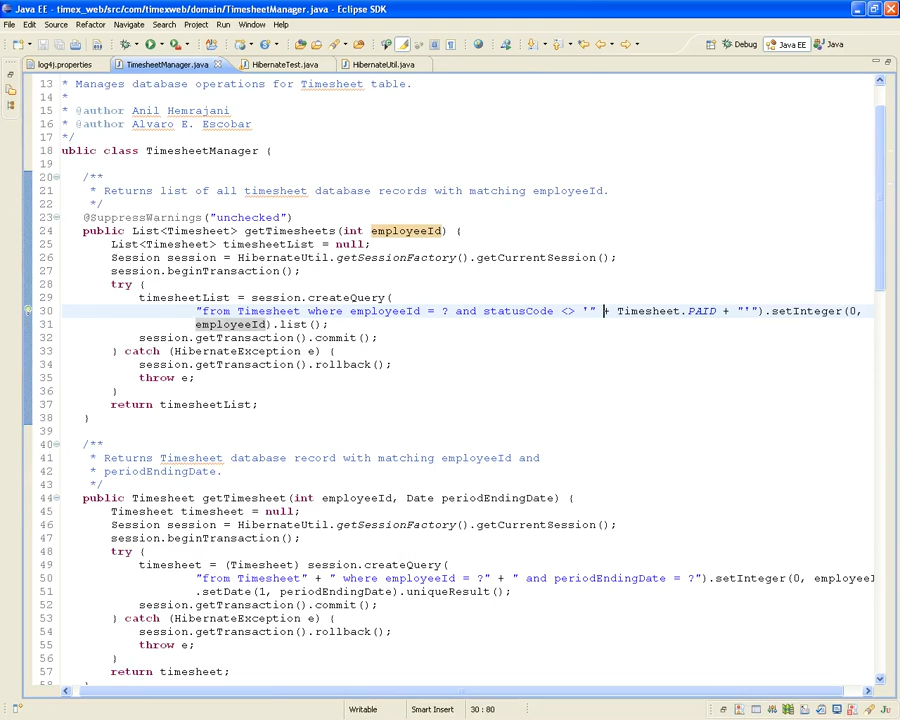 Java EE - timex_web/src/com/timexweb/domain/TimesheetManager.java - Eclipse SDK
File Edit Source Refactor Navigate Search Project Run Window Help
Debug Java EE Java
log4j.properties TimesheetManager.java HibernateTest.java HibernateUtil.java
13 * Manages database operations for Timesheet table.
14 *
15 * @author Anil Hemrajani
16 * @author Alvaro E. Escobar
17 */
18 ublic class TimesheetManager {
19
20 /**
21 * Returns list of all timesheet database records with matching employeeId.
22 */
23 @SuppressWarnings("unchecked")
24 public List<Timesheet> getTimesheets(int employeeId) {
25 List<Timesheet> timesheetList = null;
26 Session session = HibernateUtil.getSessionFactory().getCurrentSession();
27 session.beginTransaction();
28 try {
29 timesheetList = session.createQuery(
30 "from Timesheet where employeeId = ? and statusCode <> '" + Timesheet.PAID + "'").setInteger(0,
31 employeeId).list();
32 session.getTransaction().commit();
33 } catch (HibernateException e) {
34 session.getTransaction().rollback();
35 throw e;
36 }
37 return timesheetList;
38 }
39
40 /**
41 * Returns Timesheet database record with matching employeeId and
42 * periodEndingDate.
43 */
44 public Timesheet getTimesheet(int employeeId, Date periodEndingDate) {
45 Timesheet timesheet = null;
46 Session session = HibernateUtil.getSessionFactory().getCurrentSession();
47 session.beginTransaction();
48 try {
49 timesheet = (Timesheet) session.createQuery(
50 "from Timesheet" + " where employeeId = ?" + " and periodEndingDate = ?").setInteger(0, employeeI
51 .setDate(1, periodEndingDate).uniqueResult();
52 session.getTransaction().commit();
53 } catch (HibernateException e) {
54 session.getTransaction().rollback();
55 throw e;
56 }
57 return timesheet;
Writable Smart Insert 30 : 80